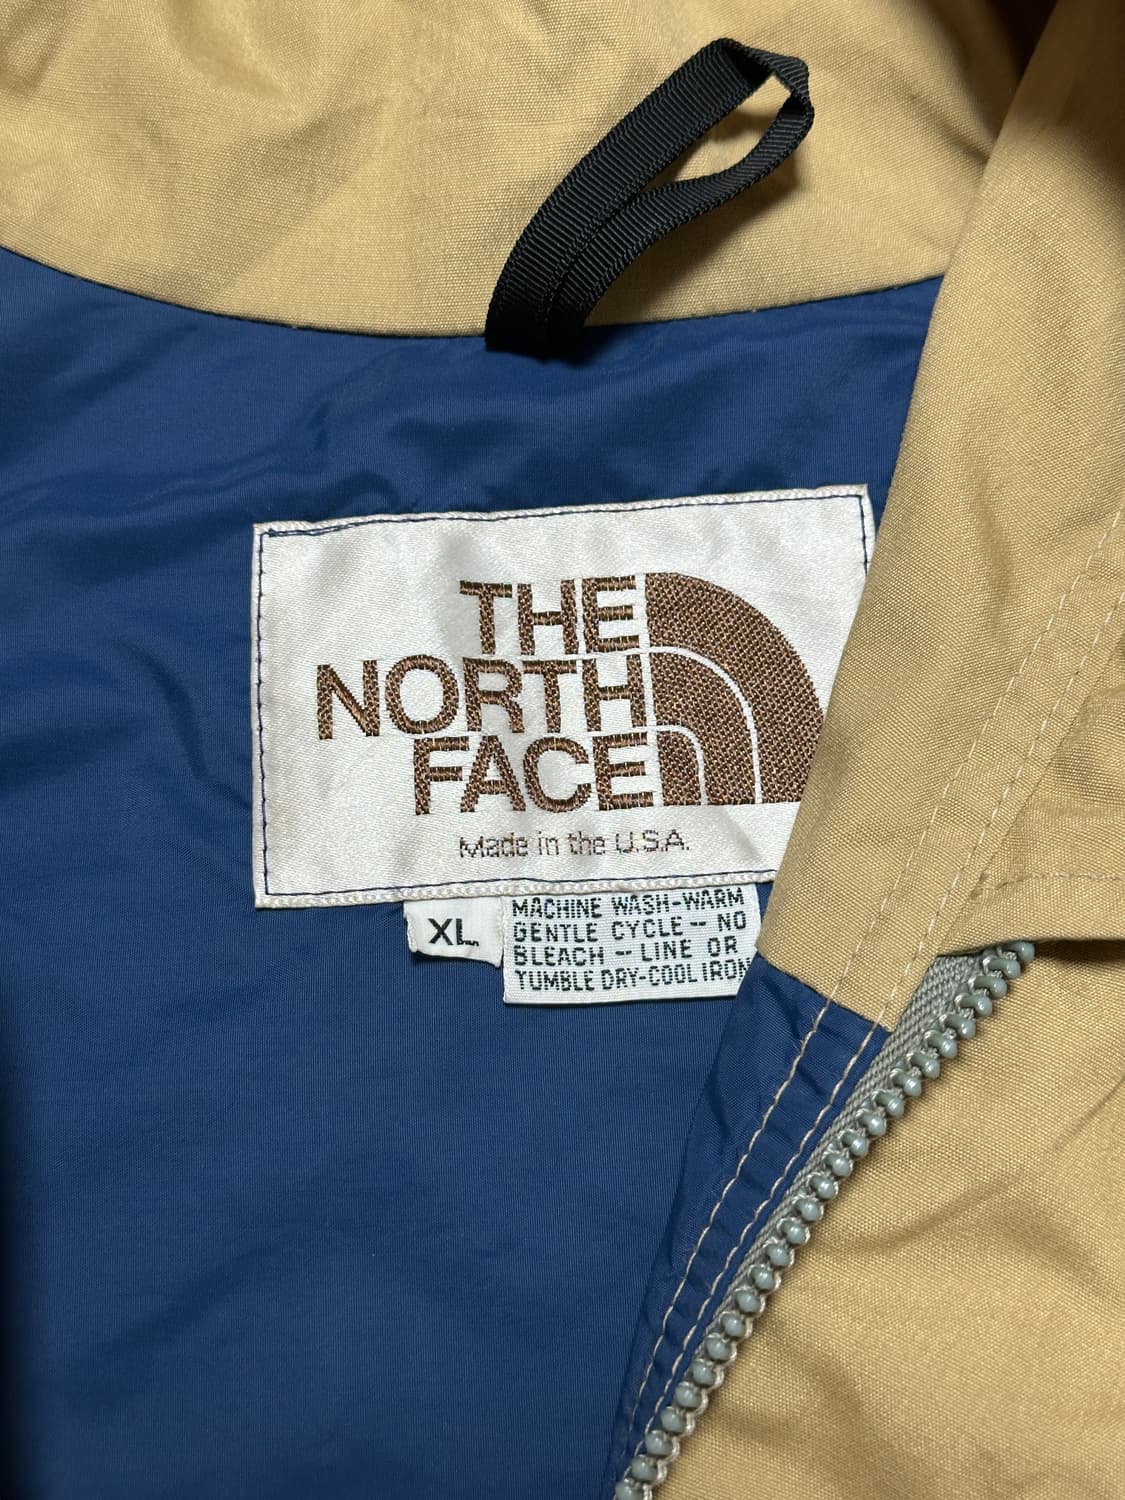 THE
NORTH
FACE
Made in the U.S.A.
XL
MACHINE WASH-WARM
GENTLE CYCLE -- NO
BLEACH -- LINE OR
TUMBLE DRY-COOL IRON